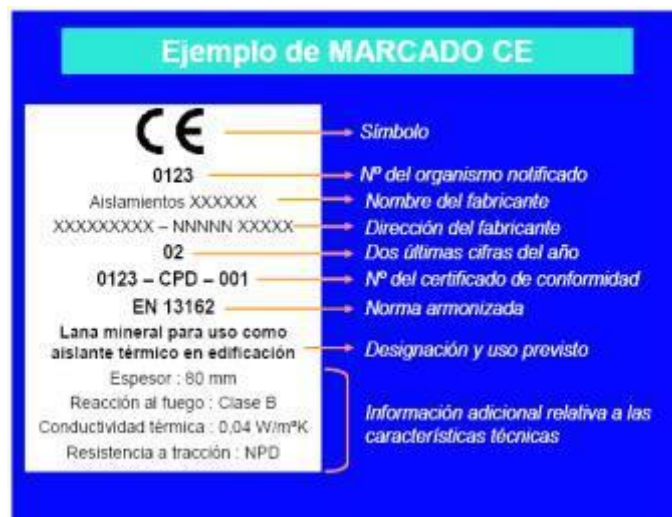 Ejemplo de MARCADO CE
CE
Símbolo
0123
Nº del organismo notificado
Aislamientos XXXXXX
Nombre del fabricante
XXXXXXXXX – NNNNN XXXXX
Dirección del fabricante
02
Dos últimas cifras del año
0123 – CPD – 001
Nº del certificado de conformidad
EN 13162
Norma armonizada
Lana mineral para uso como
aislante térmico en edificación
Designación y uso previsto
Espesor : 80 mm
Reacción al fuego : Clase B
Conductividad térmica : 0,04 W/mªK
Resistencia a tracción : NPD
Información adicional relativa a las
características técnicas